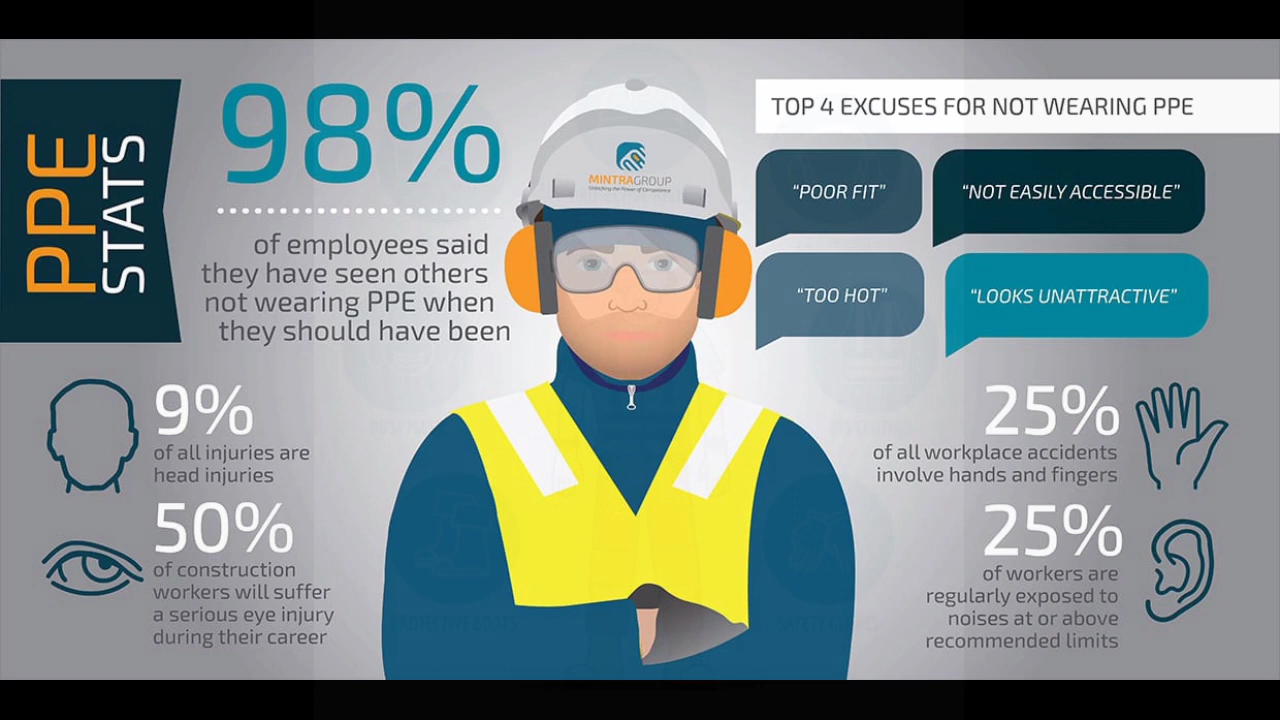 PPE
STATS
98%
of employees said
they have seen others
not wearing PPE when
they should have been
9%
of all injuries are
head injuries
50%
of construction
workers will suffer
a serious eye injury
during their career
MINTRAGROUP
Unlocking the Power of Competence
TOP 4 EXCUSES FOR NOT WEARING PPE
“POOR FIT”
“NOT EASILY ACCESSIBLE”
“TOO HOT”
“LOOKS UNATTRACTIVE”
25%
of all workplace accidents
involve hands and fingers
25%
of workers are
regularly exposed to
noises at or above
recommended limits